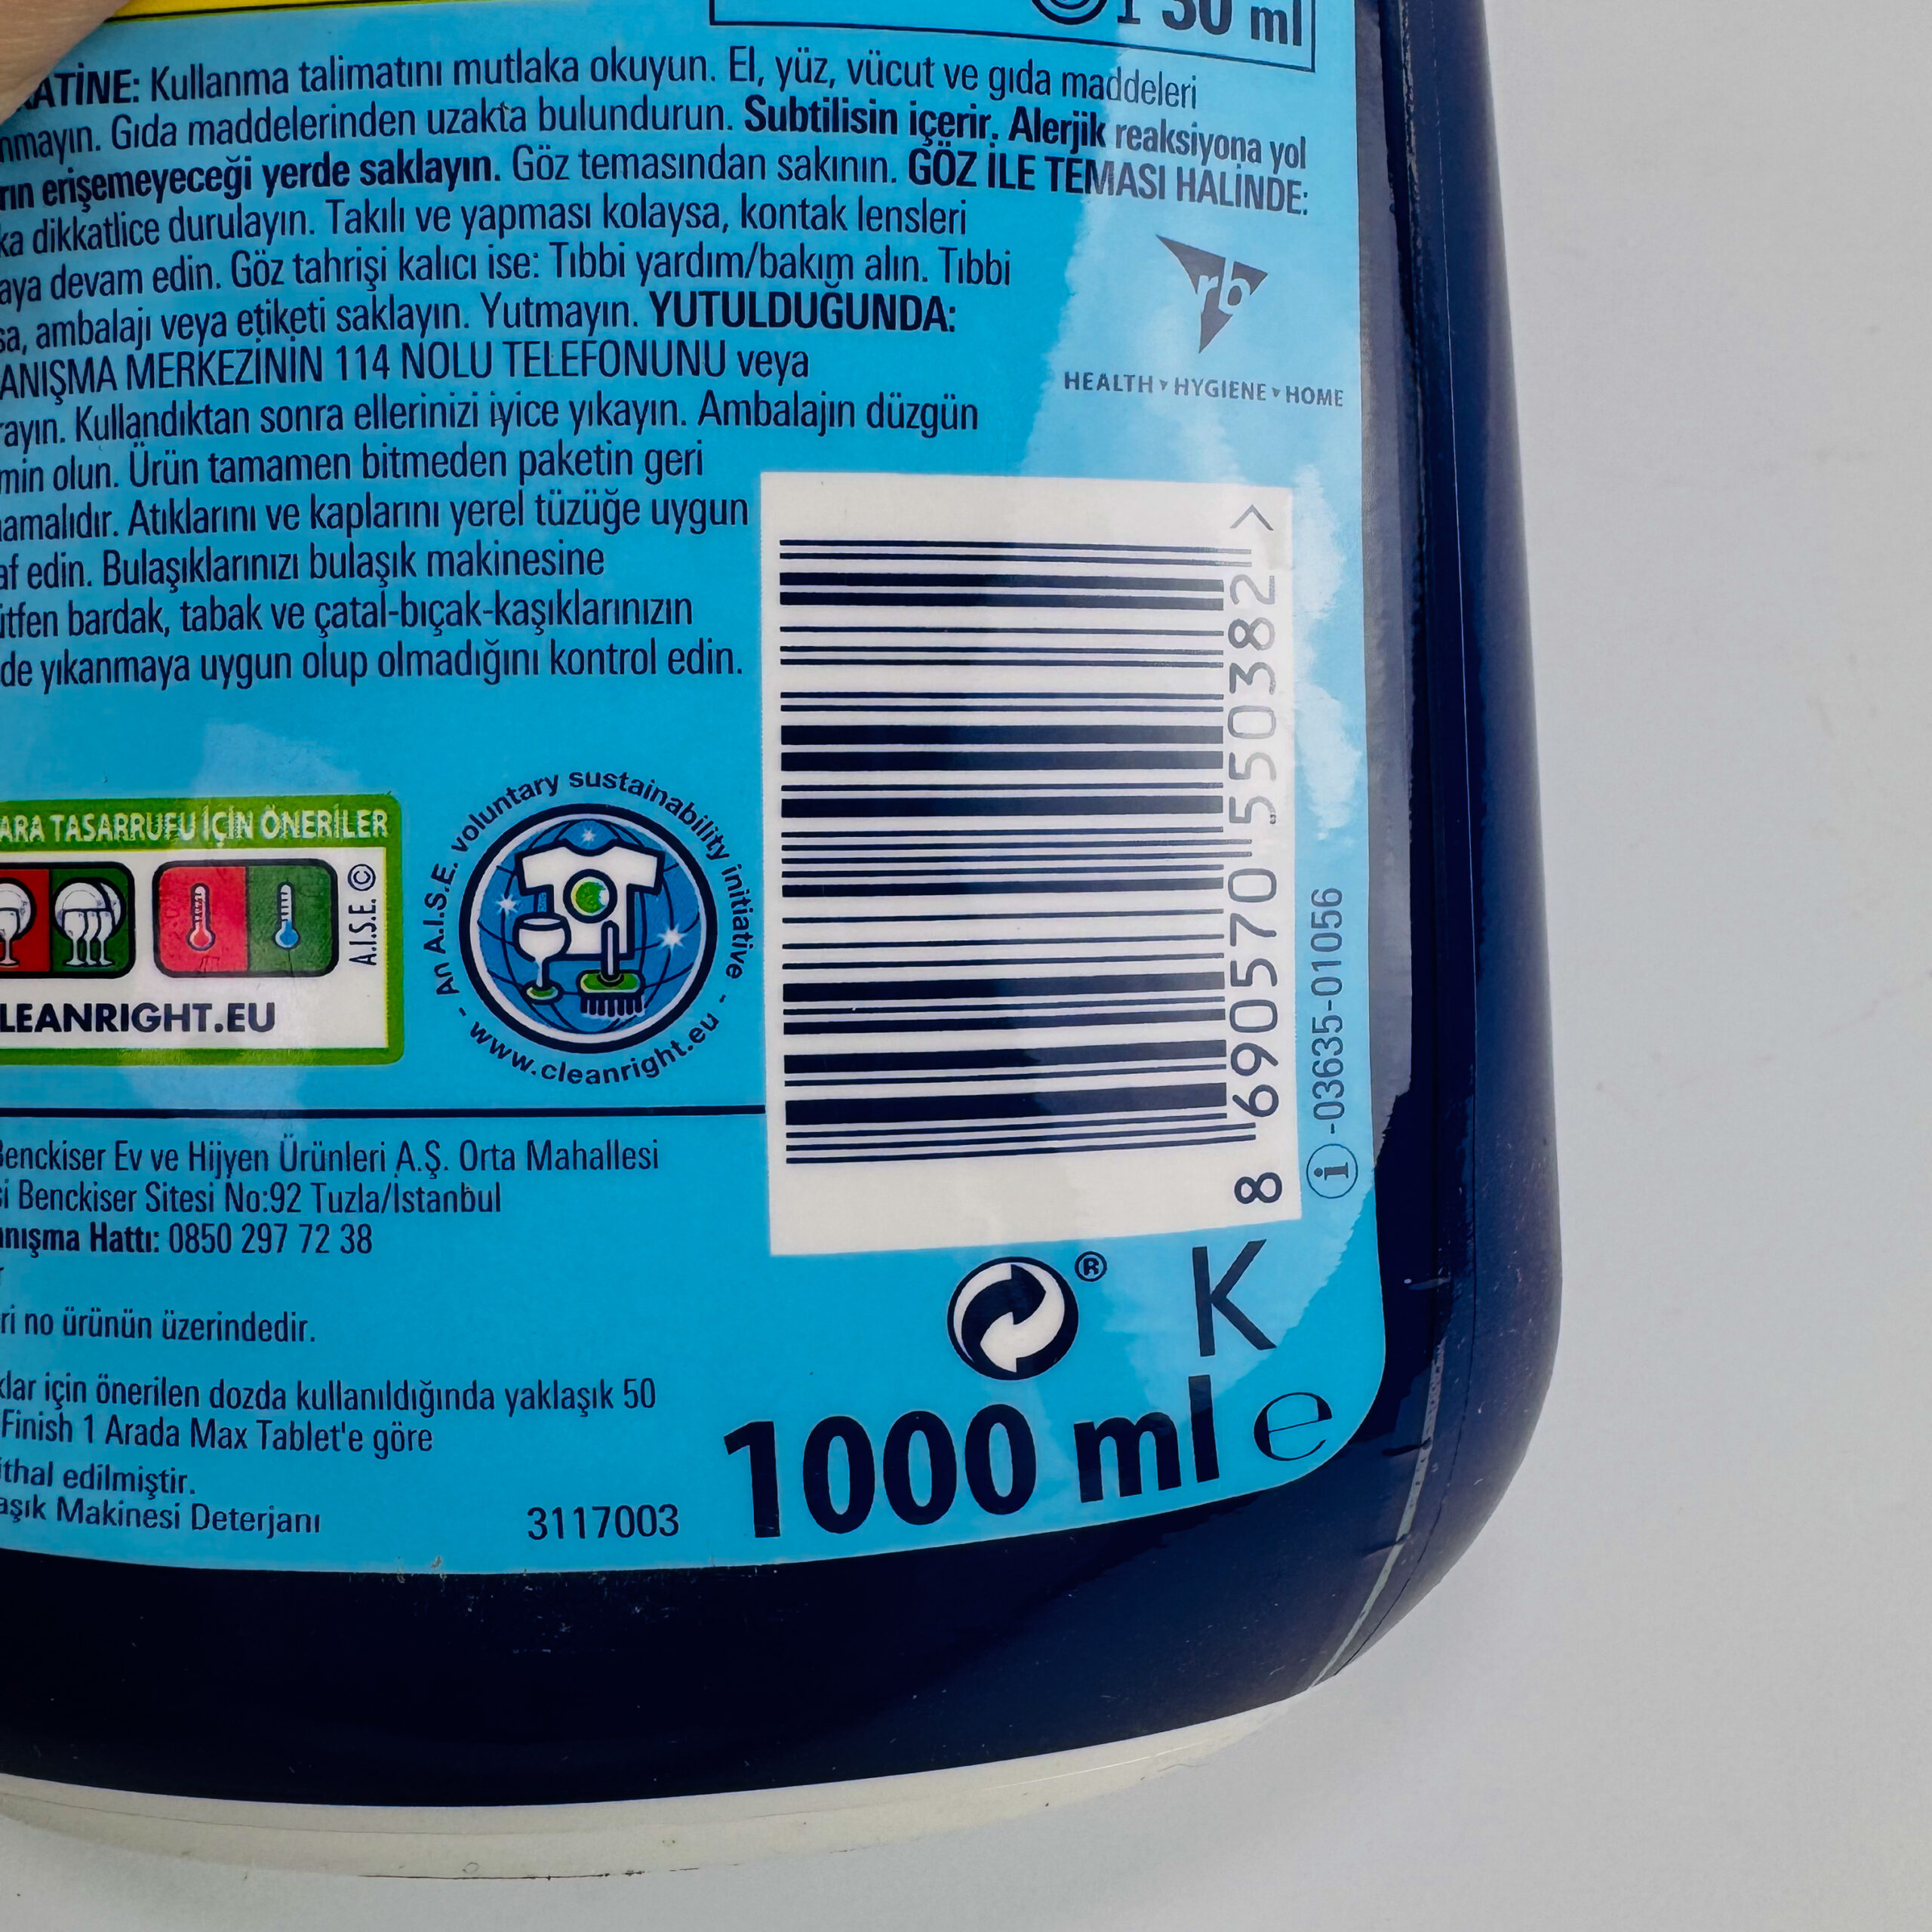 1 30 ml
ATİNE: Kullanma talimatını mutlaka okuyun. El, yüz, vücut ve gıda maddeleri
nmayın. Gıda maddelerinden uzakta bulundurun. Subtilisin içerir. Alerjik reaksiyona yol
rın erişemeyeceği yerde saklayın. Göz temasından sakının. GÖZ İLE TEMASI HALİNDE:
ka dikkatlice durulayın. Takılı ve yapması kolaysa, kontak lensleri
aya devam edin. Göz tahrişi kalıcı ise: Tıbbi yardım/bakım alın. Tıbbi
sa, ambalajı veya etiketi saklayın. Yutmayın. YUTULDUĞUNDA:
ANIŞMA MERKEZİNİN 114 NOLU TELEFONUNU veya
rayın. Kullandıktan sonra ellerinizi iyice yıkayın. Ambalajın düzgün
min olun. Ürün tamamen bitmeden paketin geri
amalıdır. Atıklarını ve kaplarını yerel tüzüğe uygun
af edin. Bulaşıklarınızı bulaşık makinesine
ütfen bardak, tabak ve çatal-bıçak-kaşıklarınızın
de yıkanmaya uygun olup olmadığını kontrol edin.
rb
HEALTH HYGIENE HOME
8 690570 550382 >
i -03635-01056
ARA TASARRUFU İÇİN ÖNERİLER
A.I.S.E. ©
LEANRIGHT.EU
An A.I.S.E. voluntary sustainability initiative -
- www.cleanright.eu
Benckiser Ev ve Hijyen Ürünleri A.Ş. Orta Mahallesi
si Benckiser Sitesi No:92 Tuzla/İstanbul
anışma Hattı: 0850 297 72 38
ri no ürünün üzerindedir.
klar için önerilen dozda kullanıldığında yaklaşık 50
Finish 1 Arada Max Tablet'e göre
ithal edilmiştir.
aşık Makinesi Deterjanı
3117003
® K
1000 ml e